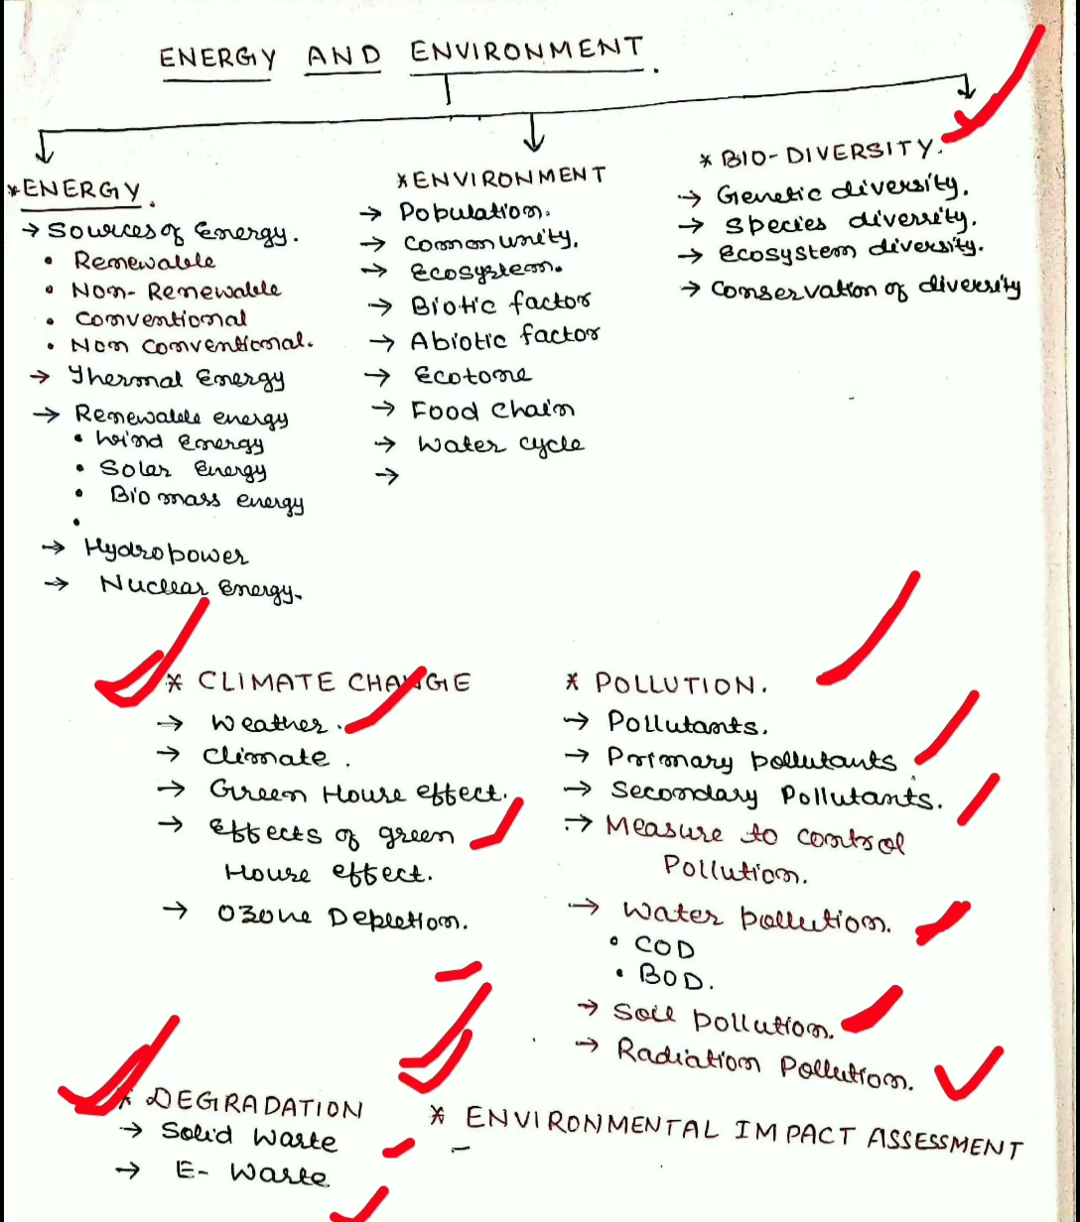 ENERGY AND ENVIRONMENT.
* ENERGY.
→ Sources of Energy.
• Renewable
• Non-Renewable
• Conventional
• Non Conventional.
→ Thermal Energy
→ Renewable energy
• Wind Energy
• Solar Energy
• Bio mass energy
•
→ Hydropower
→ Nuclear Energy.
* ENVIRONMENT
→ Population.
→ Community.
→ Ecosystem.
→ Biotic factor
→ Abiotic factor
→ Ecotone
→ Food Chain
→ Water cycle
→
* BIO-DIVERSITY.
→ Genetic diversity.
→ Species diversity.
→ Ecosystem diversity.
→ Conservation of diversity
* CLIMATE CHANGE
→ Weather.
→ Climate.
→ Green House effect.
→ Effects of green
House effect.
→ Ozone Depletion.
* POLLUTION.
→ Pollutants.
→ Primary pollutants
→ Secondary Pollutants.
→ Measure to control
Pollution.
→ Water pollution.
• COD
• BOD.
→ Soil pollution.
→ Radiation Pollution.
* DEGRADATION
→ Solid Waste
→ E-Waste
* ENVIRONMENTAL IMPACT ASSESSMENT
–